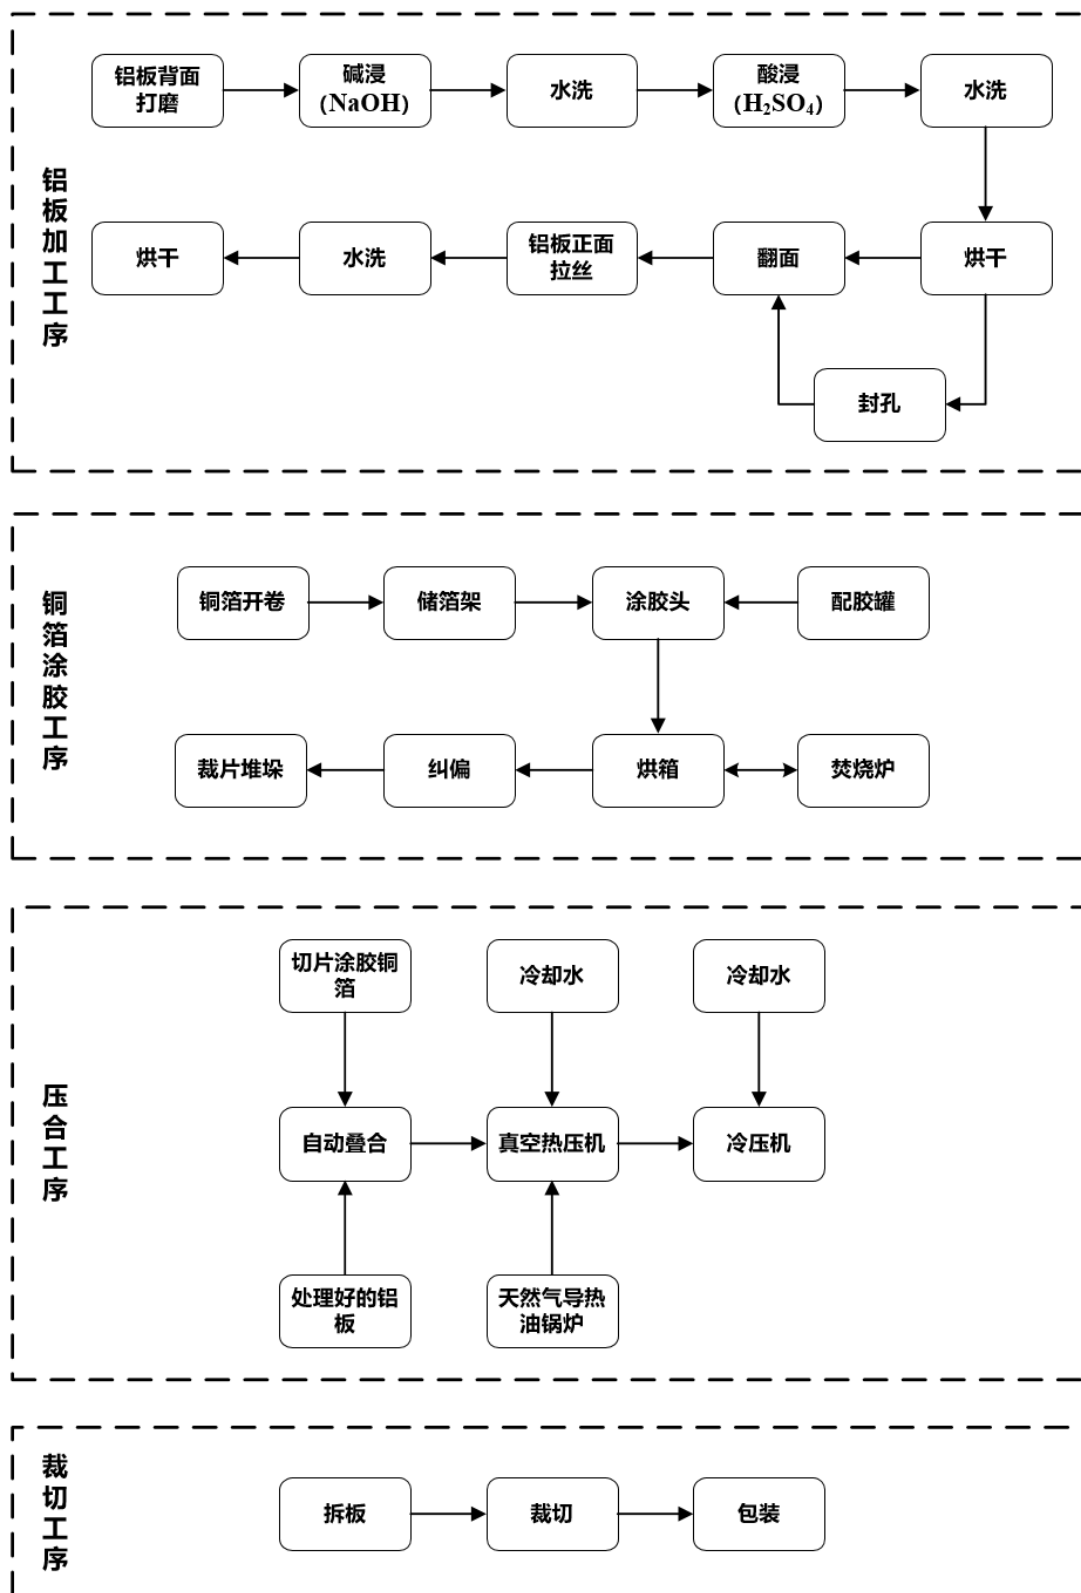 铝板加工工序
铝板背面
打磨
碱浸
(NaOH)
水洗
酸浸
(H₂SO₄)
水洗
烘干
水洗
铝板正面
拉丝
翻面
烘干
封孔
铜箔涂胶工序
铜箔开卷
储箔架
涂胶头
配胶罐
裁片堆垛
纠偏
烘箱
焚烧炉
压合工序
切片涂胶铜
箔
冷却水
冷却水
自动叠合
真空热压机
冷压机
处理好的铝
板
天然气导热
油锅炉
裁切工序
拆板
裁切
包装